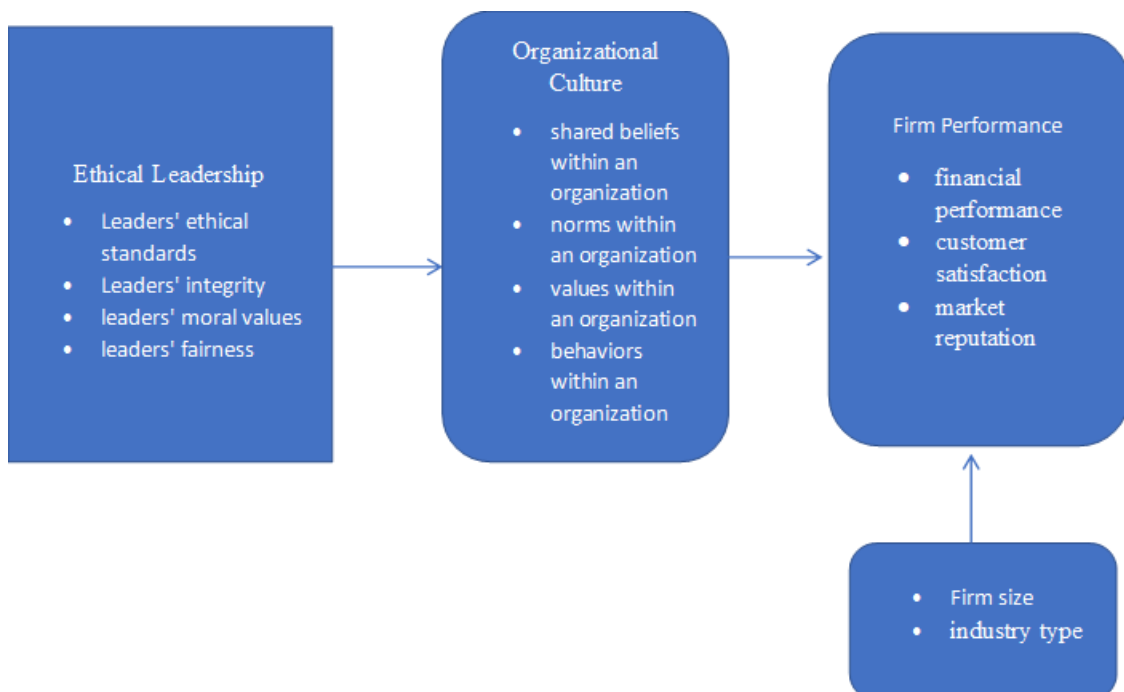 Ethical Leadership
• Leaders' ethical
standards
• Leaders' integrity
• leaders' moral values
• leaders' fairness
Organizational
Culture
• shared beliefs
within an
organization
• norms within
an organization
• values within
an organization
• behaviors
within an
organization
Firm Performance
• financial
performance
• customer
satisfaction
• market
reputation
• Firm size
• industry type